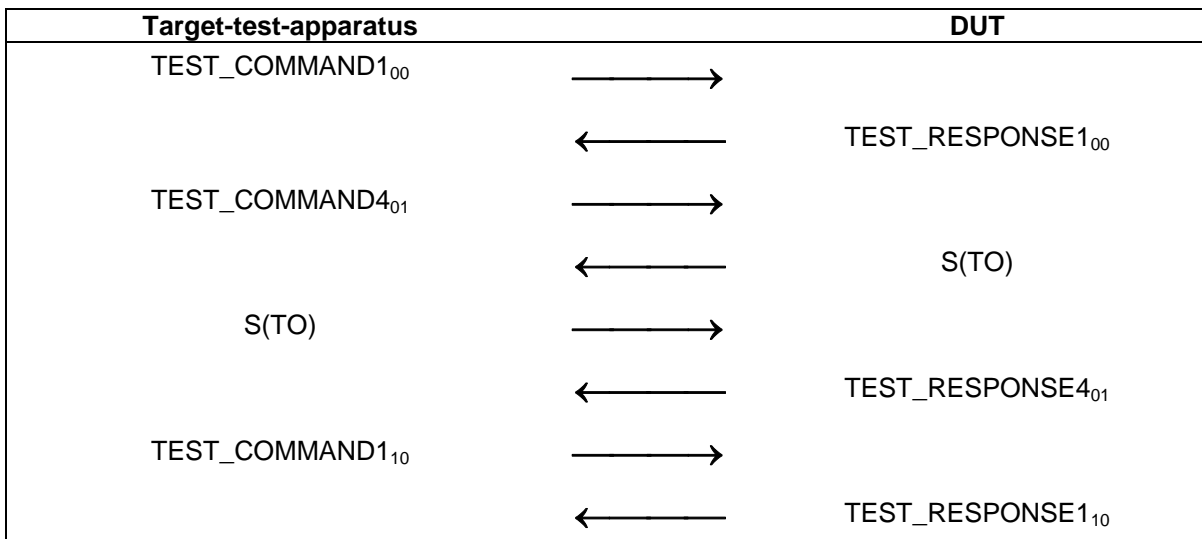 Target-test-apparatus DUT
TEST_COMMAND1₀₀
TEST_RESPONSE1₀₀
TEST_COMMAND4₀₁
S(TO)
S(TO)
TEST_RESPONSE4₀₁
TEST_COMMAND1₁₀
TEST_RESPONSE1₁₀